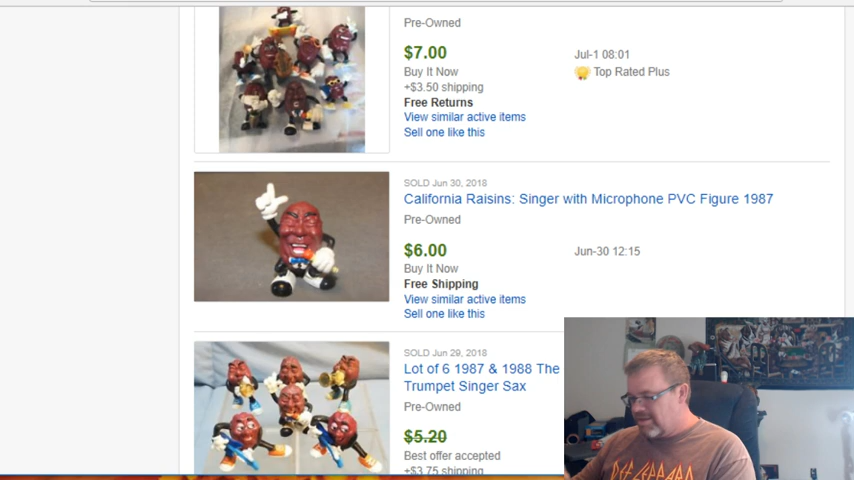 Pre-Owned
$7.00
Jul-1 08:01
Buy It Now
Top Rated Plus
+$3.50 shipping
Free Returns
View similar active items
Sell one like this
SOLD Jun 30, 2018
California Raisins: Singer with Microphone PVC Figure 1987
Pre-Owned
$6.00
Jun-30 12:15
Buy It Now
Free Shipping
View similar active items
Sell one like this
SOLD Jun 29, 2018
Lot of 6 1987 & 1988 The
Trumpet Singer Sax
Pre-Owned
$5.20
Best offer accepted
+$3.75 shipping
DEF LEPPARD